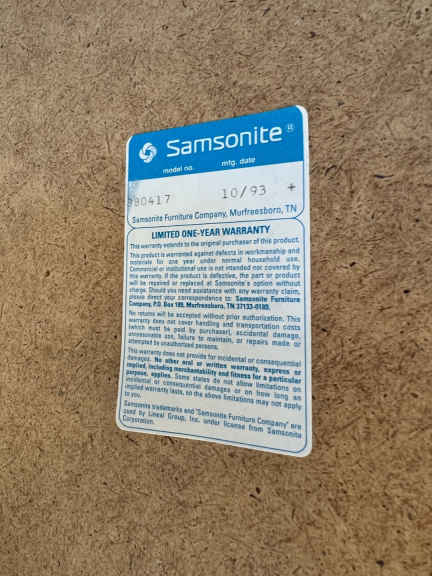 Samsonite®
model no. mfg. date
80417 10/93 +
Samsonite Furniture Company, Murfreesboro, TN
LIMITED ONE-YEAR WARRANTY
This warranty extends to the original purchaser of this product.
This product is warranted against defects in workmanship and
materials for one year under normal household use.
Commercial or institutional use is not intended nor covered by
this warranty. If the product is defective, the part or product
will be repaired or replaced at Samsonite's option without
charge. Should you need assistance with any warranty claim,
please direct your correspondence to: Samsonite Furniture
Company, P.O. Box 189, Murfreesboro, TN 37133-0189.
No returns will be accepted without prior authorization. This
warranty does not cover handling and transportation costs
(which must be paid by purchaser), accidental damage,
unreasonable use, failure to maintain, or repairs made or
attempted by unauthorized persons.
This warranty does not provide for incidental or consequential
damages. No other oral or written warranty, express or
implied, including merchantability and fitness for a particular
purpose, applies. Some states do not allow limitations on
incidental or consequential damages or on how long an
implied warranty lasts, so the above limitations may not apply
to you.
Samsonite trademarks and "Samsonite Furniture Company" are
used by Lineal Group, Inc. under license from Samsonite
Corporation.